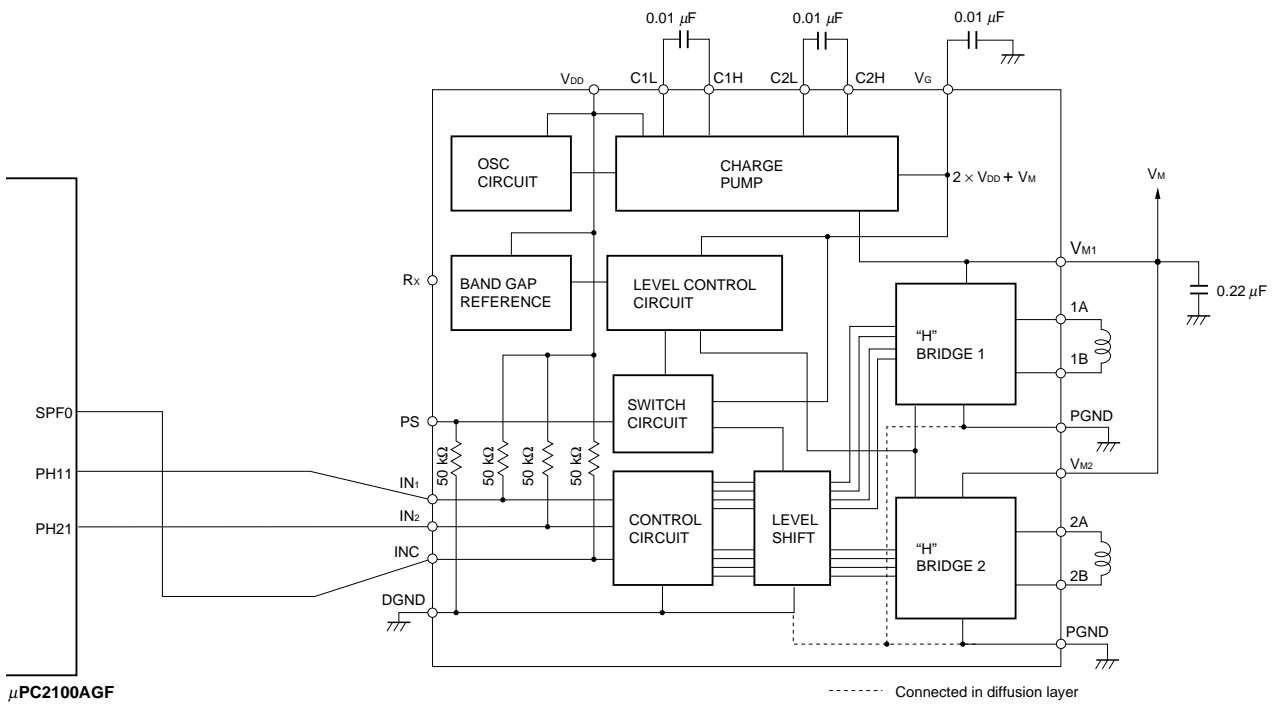 0.01 μF
0.01 μF
0.01 μF
VDD
C1L
C1H
C2L
C2H
VG
OSC
CIRCUIT
CHARGE
PUMP
2 × VDD + VM
VM
RX
BAND GAP
REFERENCE
LEVEL CONTROL
CIRCUIT
VM1
0.22 μF
“H”
BRIDGE 1
1A
1B
SPF0
PS
SWITCH
CIRCUIT
PGND
50 kΩ
50 kΩ
50 kΩ
50 kΩ
VM2
PH11
IN1
PH21
IN2
INC
CONTROL
CIRCUIT
LEVEL
SHIFT
“H”
BRIDGE 2
2A
2B
DGND
PGND
μPC2100AGF
Connected in diffusion layer